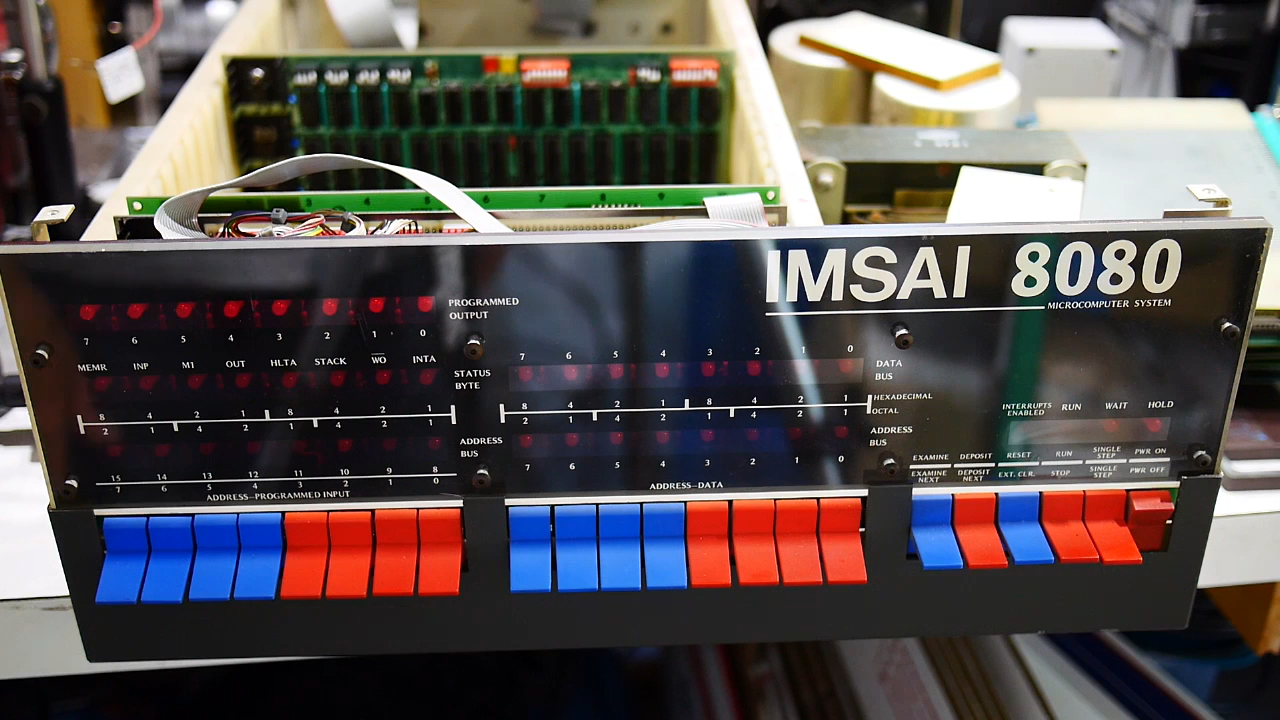 IMSAI 8080
MICROCOMPUTER SYSTEM
PROGRAMMED
OUTPUT
7 6 5 4 3 2 1 0
MEMR INP M1 OUT HLTA STACK WO INTA
STATUS
BYTE
8 4 2 1 8 4 2 1
2 1 4 2 1 4 2 1
7 6 5 4 3 2 1 0
DATA
BUS
8 4 2 1 8 4 2 1
HEXADECIMAL
2 1 4 2 1 4 2 1
OCTAL
ADDRESS
BUS
ADDRESS
BUS
15 14 13 12 11 10 9 8
7 6 5 4 3 2 1 0
ADDRESS–PROGRAMMED INPUT
7 6 5 4 3 2 1 0
ADDRESS–DATA
INTERRUPTS
ENABLED
RUN WAIT HOLD
EXAMINE DEPOSIT RESET RUN SINGLE STEP PWR ON
EXAMINE NEXT DEPOSIT NEXT EXT. CLR. STOP SINGLE STEP PWR OFF